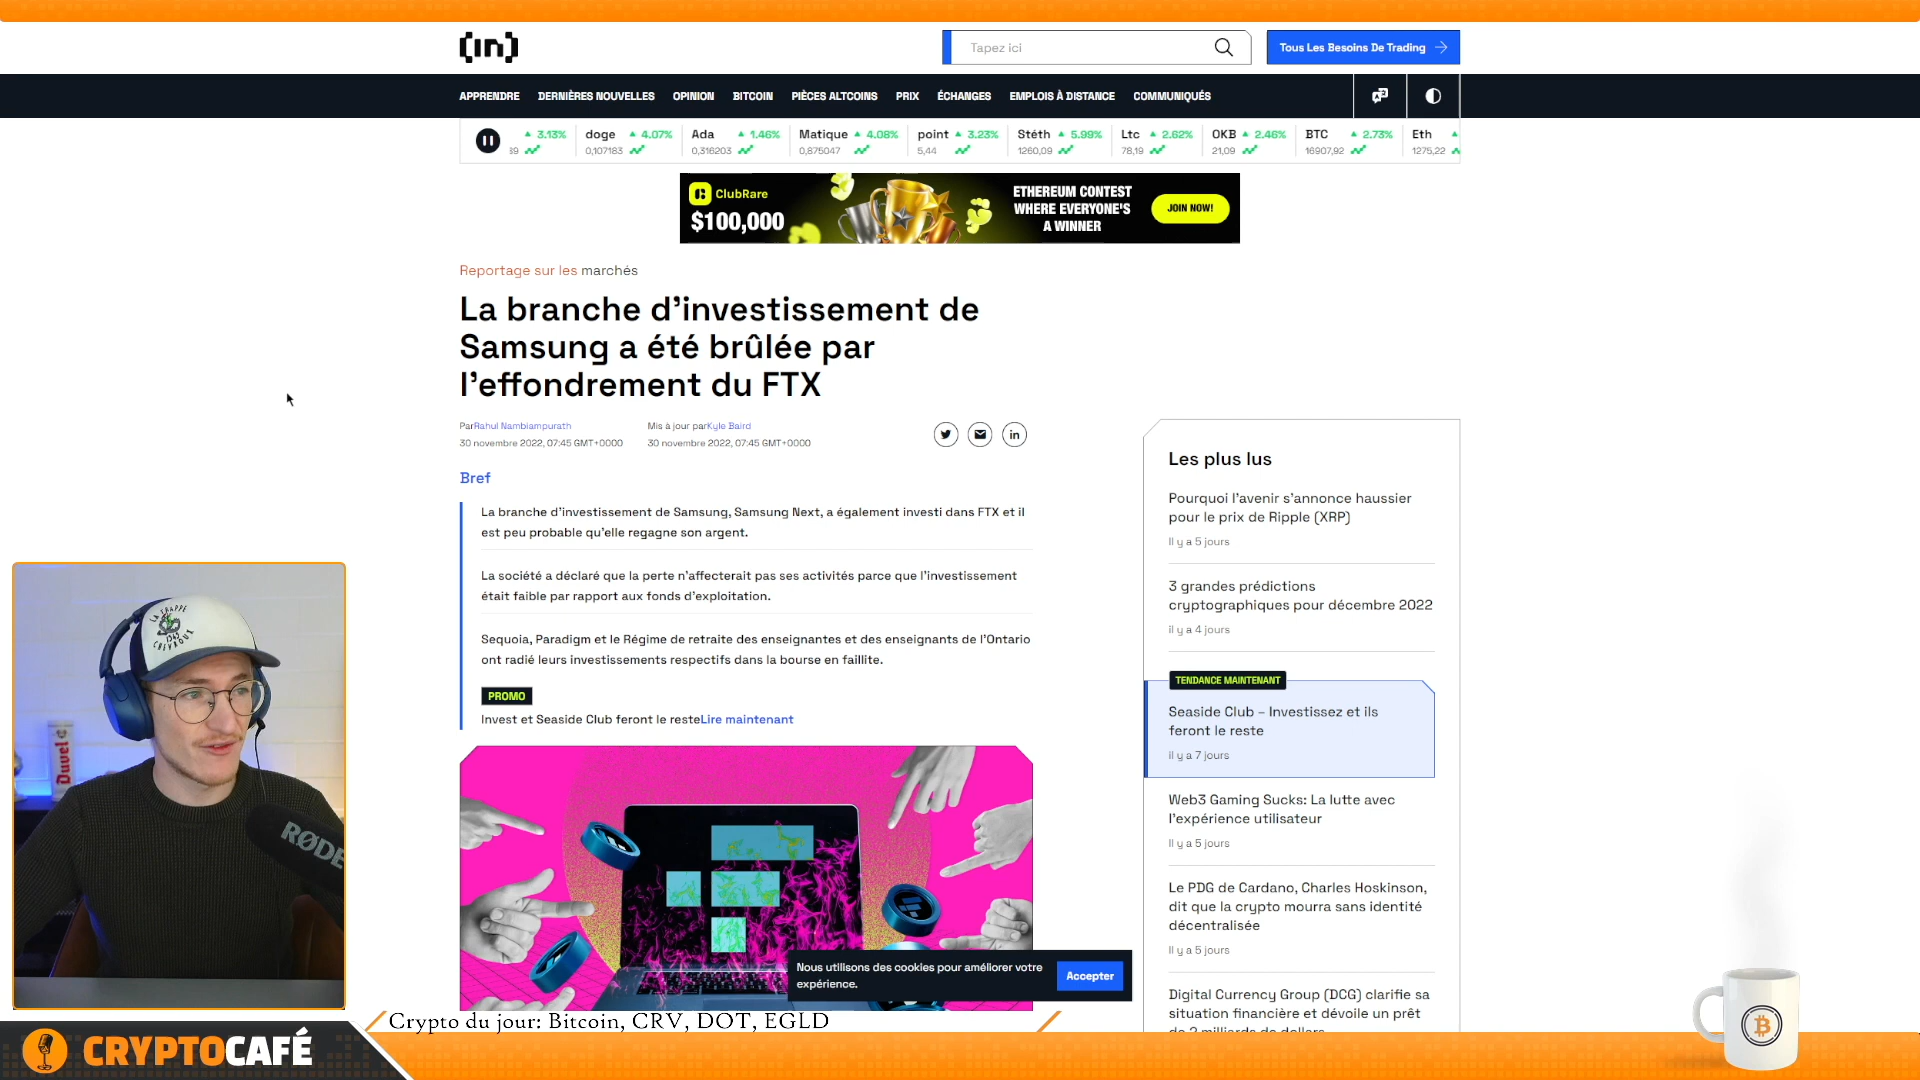 [in]
Tapez ici
Tous Les Besoins De Trading
APPRENDRE DERNIÈRES NOUVELLES OPINION BITCOIN PIÈCES ALTCOINS PRIX ÉCHANGES EMPLOIS À DISTANCE COMMUNIQUÉS
3.13% doge 4.07% Ada 1.46% Matique 4.08% point 3.23% Stéth 5.99% Ltc 2.62% OKB 2.46% BTC 2.73% Eth
89 0,107183 0,316203 0,875047 5,44 1260,09 78,19 21,09 16907,92 1275,22
ClubRare
$100,000
ETHEREUM CONTEST
WHERE EVERYONE'S
A WINNER
JOIN NOW!
Reportage sur les marchés
La branche d'investissement de
Samsung a été brûlée par
l'effondrement du FTX
ParRahul Nambiampurath
30 novembre 2022, 07:45 GMT+0000
Mis à jour parKyle Baird
30 novembre 2022, 07:45 GMT+0000
in
Bref
La branche d'investissement de Samsung, Samsung Next, a également investi dans FTX et il
est peu probable qu'elle regagne son argent.
La société a déclaré que la perte n'affecterait pas ses activités parce que l'investissement
était faible par rapport aux fonds d'exploitation.
Sequoia, Paradigm et le Régime de retraite des enseignantes et des enseignants de l'Ontario
ont radié leurs investissements respectifs dans la bourse en faillite.
PROMO
Invest et Seaside Club feront le resteLire maintenant
Les plus lus
Pourquoi l'avenir s'annonce haussier
pour le prix de Ripple (XRP)
Il y a 5 jours
3 grandes prédictions
cryptographiques pour décembre 2022
il y a 4 jours
TENDANCE MAINTENANT
Seaside Club – Investissez et ils
feront le reste
il y a 7 jours
Web3 Gaming Sucks: La lutte avec
l'expérience utilisateur
Il y a 5 jours
Le PDG de Cardano, Charles Hoskinson,
dit que la crypto mourra sans identité
décentralisée
Il y a 5 jours
Digital Currency Group (DCG) clarifie sa
situation financière et dévoile un prêt
de 2 milliards de dollars
Nous utilisons des cookies pour améliorer votre
expérience.
Accepter
LA TRAPPE
CHEVROUX
Duvel
RØDE
Crypto du jour: Bitcoin, CRV, DOT, EGLD
CRYPTOCAFÉ